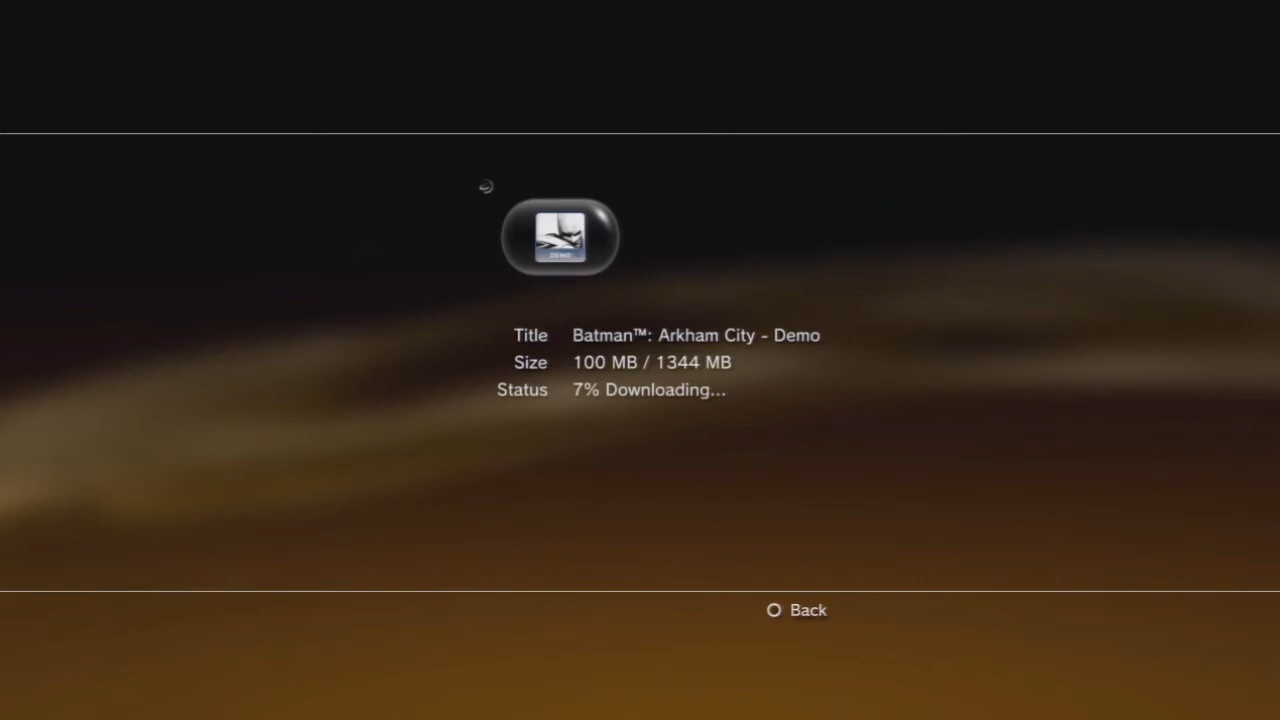 DEMO
Title Batman™: Arkham City - Demo
Size 100 MB / 1344 MB
Status 7% Downloading...
Back